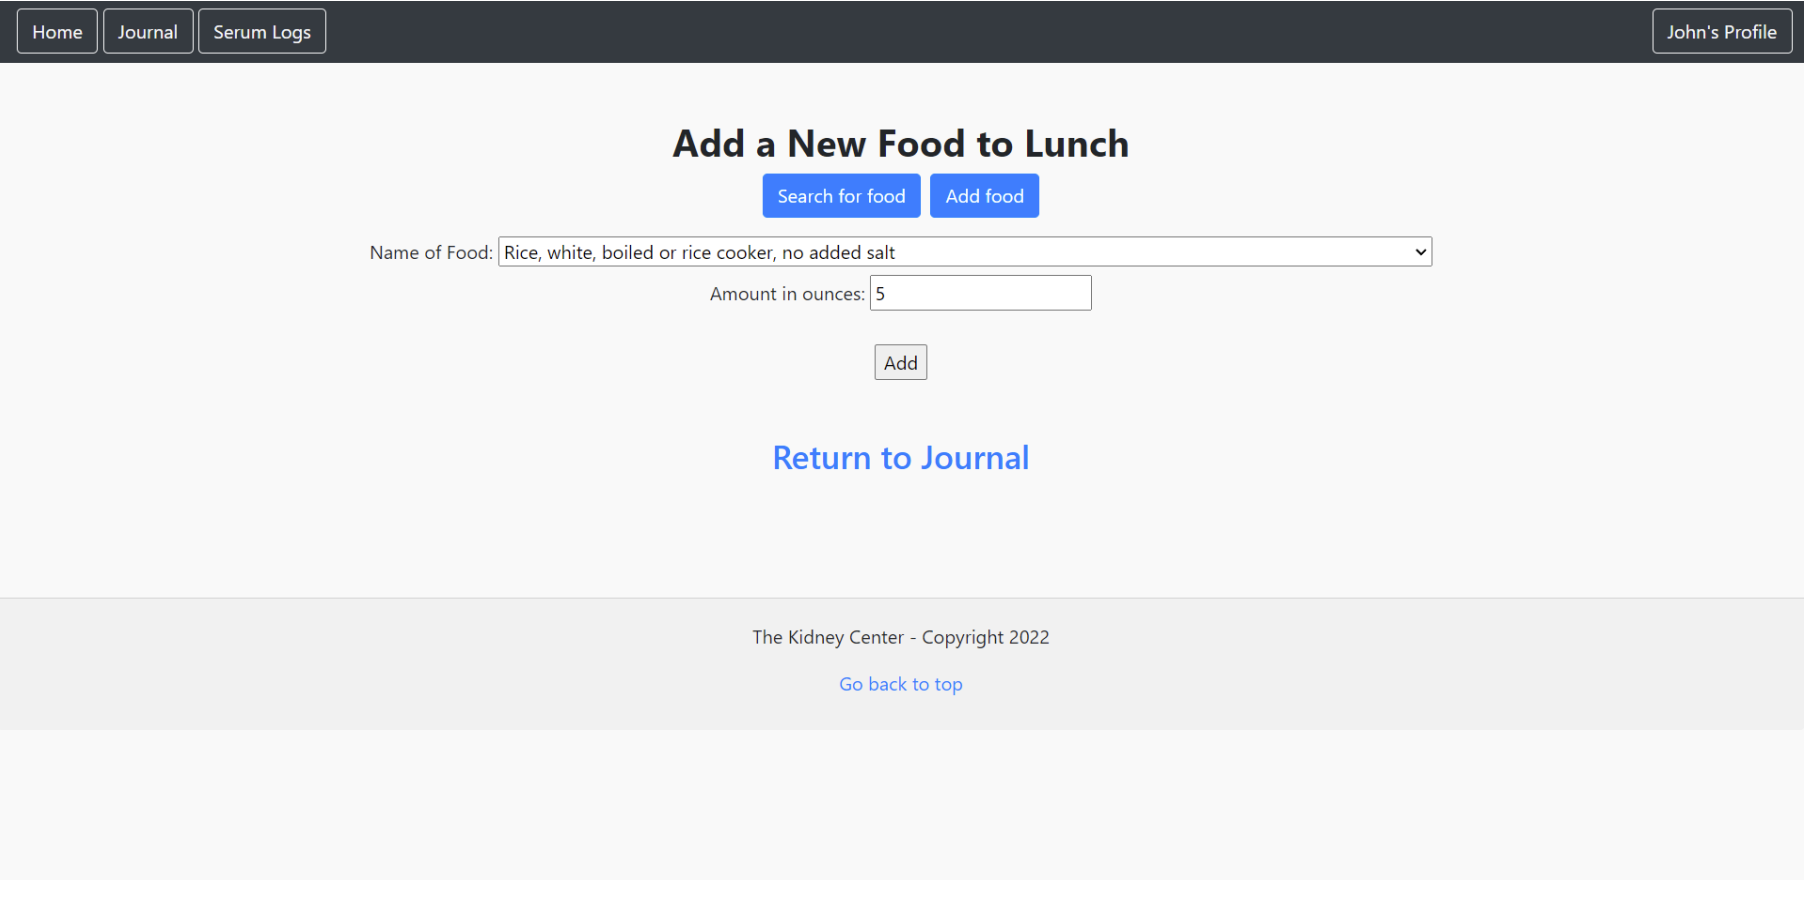 Home Journal Serum Logs John's Profile
Add a New Food to Lunch
Search for food Add food
Name of Food: Rice, white, boiled or rice cooker, no added salt
Amount in ounces: 5
Add
Return to Journal
The Kidney Center - Copyright 2022
Go back to top